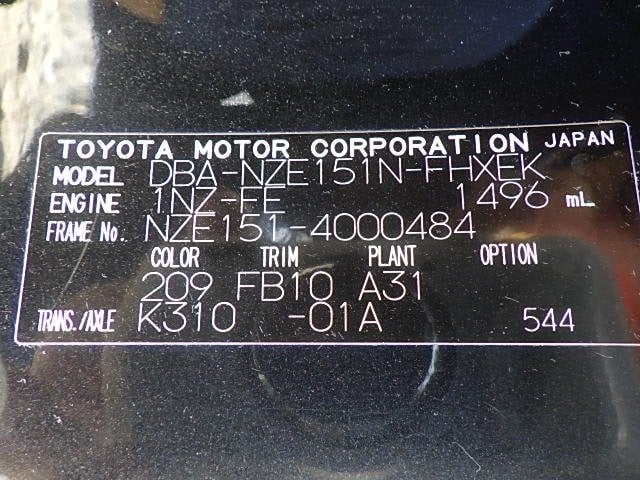 TOYOTA MOTOR CORPORATION JAPAN
MODEL DBA-NZE151N-FHXEK
ENGINE 1NZ-FE 1496 mL
FRAME No. NZE151-4000484
COLOR TRIM PLANT OPTION
209 FB10 A31
TRANS./AXLE K310 -01A 544